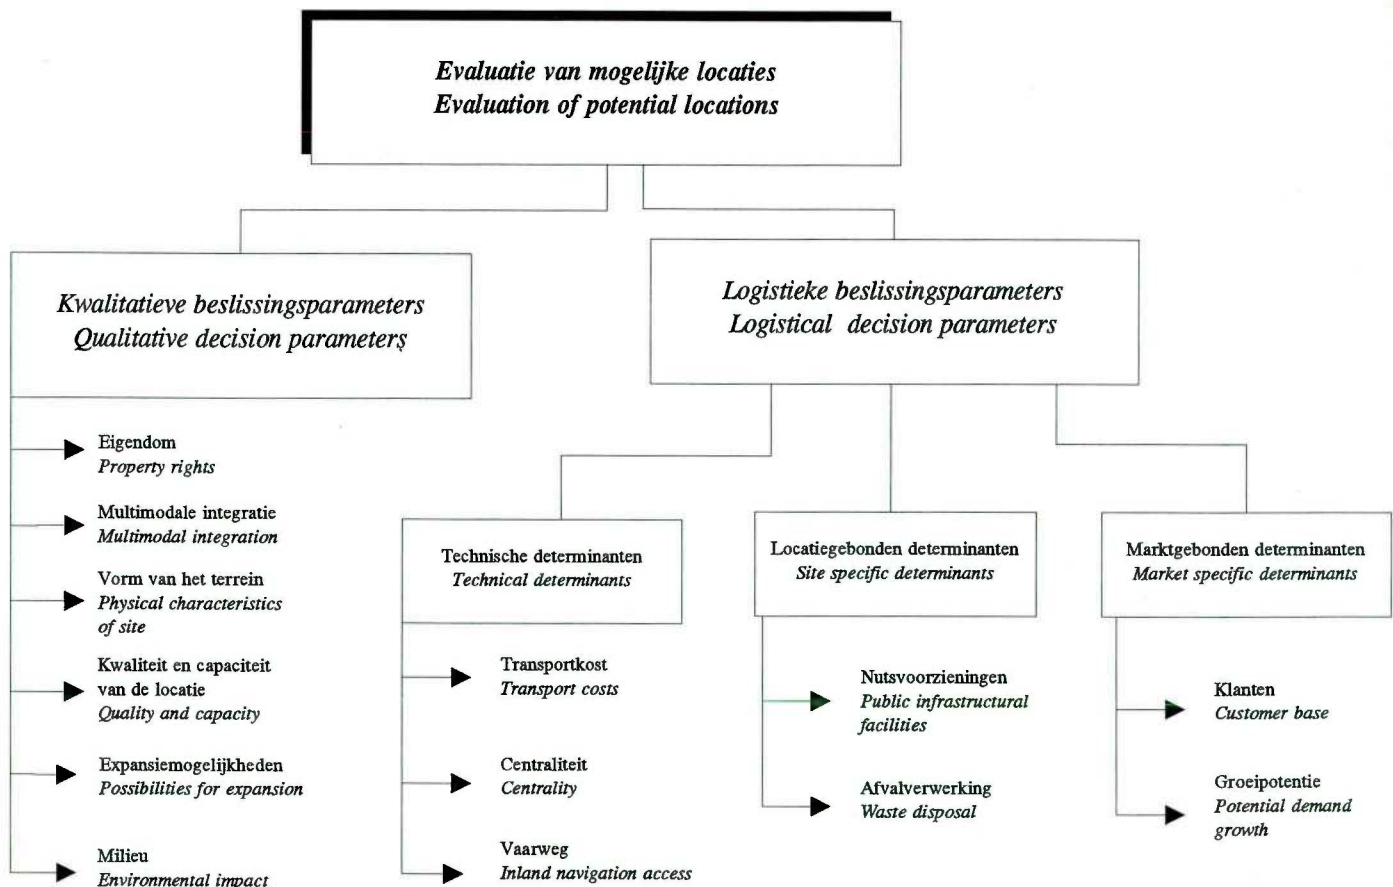 Evaluatie van mogelijke locaties
Evaluation of potential locations
Kwalitatieve beslissingsparameters
Qualitative decision parameters
Logistieke beslissingsparameters
Logistical decision parameters
Eigendom
Property rights
Multimodale integratie
Multimodal integration
Vorm van het terrein
Physical characteristics
of site
Kwaliteit en capaciteit
van de locatie
Quality and capacity
Expansiemogelijkheden
Possibilities for expansion
Milieu
Environmental impact
Technische determinanten
Technical determinants
Transportkost
Transport costs
Centraliteit
Centrality
Vaarweg
Inland navigation access
Locatiegebonden determinanten
Site specific determinants
Nutsvoorzieningen
Public infrastructural
facilities
Afvalverwerking
Waste disposal
Marktgebonden determinanten
Market specific determinants
Klanten
Customer base
Groeipotentie
Potential demand
growth